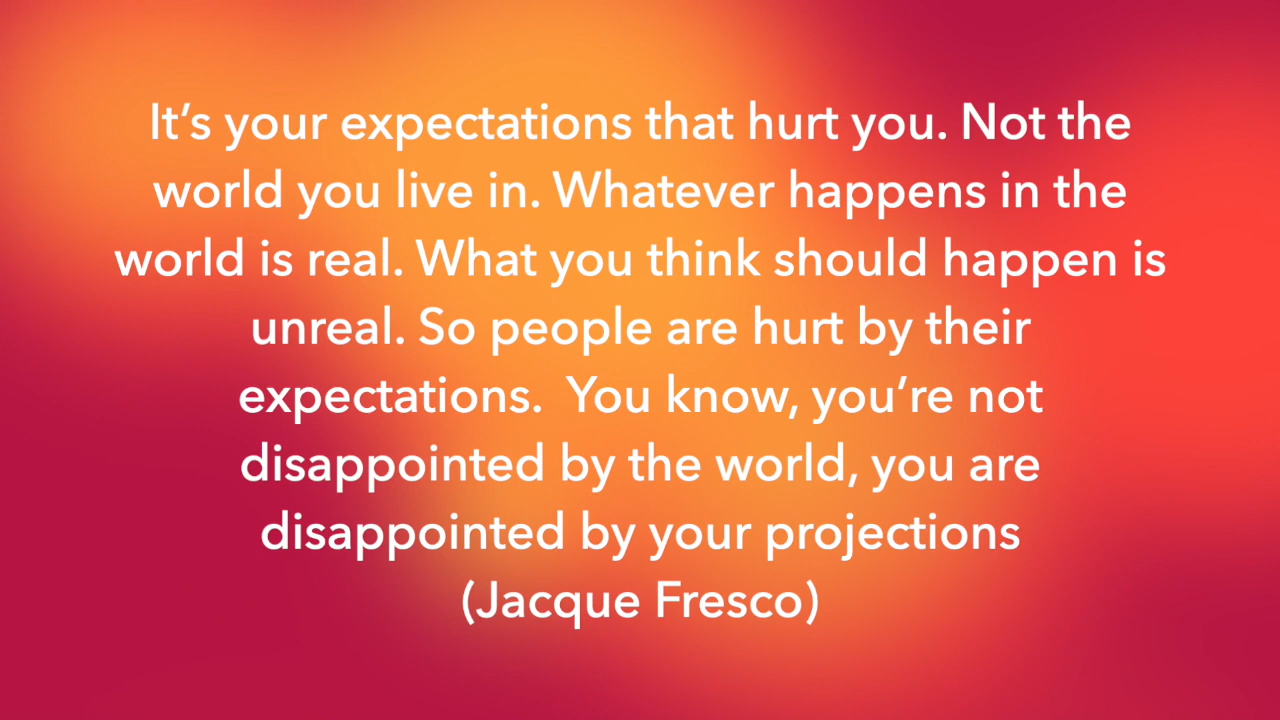 It’s your expectations that hurt you. Not the
world you live in. Whatever happens in the
world is real. What you think should happen is
unreal. So people are hurt by their
expectations.  You know, you’re not
disappointed by the world, you are
disappointed by your projections
(Jacque Fresco)